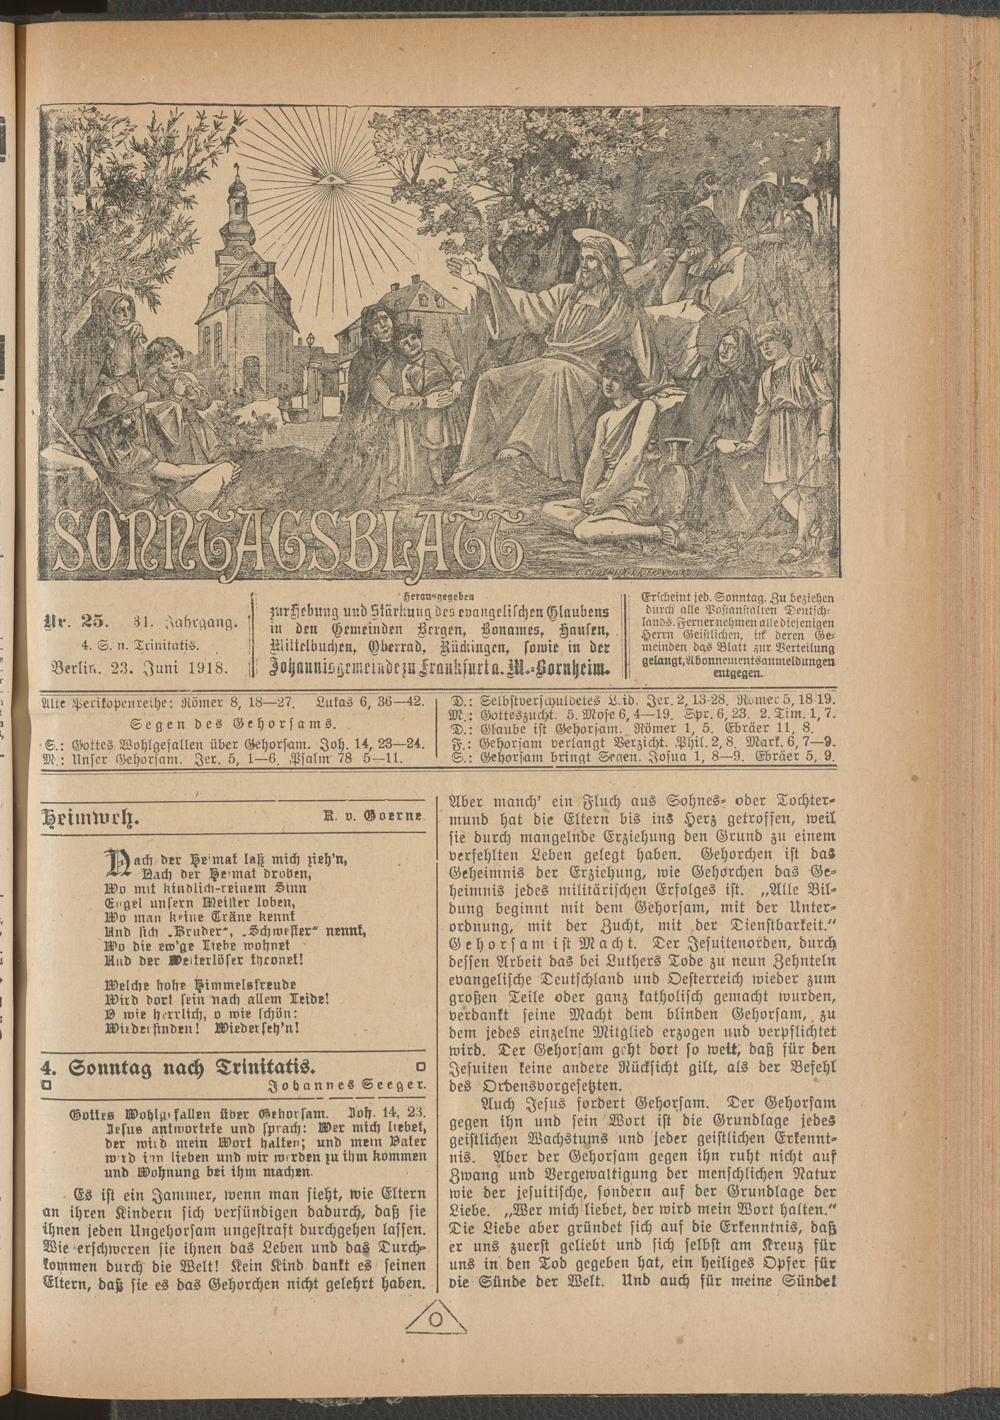 SONNTAGSBLATT
Nr. 25. 31. Jahrgang.
4. S. n. Trinitatis.
Berlin, 23. Juni 1918.
Herausgegeben
zur Hebung und Stärkung des evangelischen Glaubens
in den Gemeinden Bergen, Bonames, Hausen,
Mittelbuchen, Oberrad, Rückingen, sowie in der
Johannisgemeinde zu Frankfurt a. M.-Bornheim.
Erscheint jed. Sonntag. Zu beziehen
durch alle Postanstalten Deutsch-
lands. Ferner nehmen alle diejenigen
Herrn Geistlichen, in deren Ge-
meinden das Blatt zur Verteilung
gelangt, Abonnementsanmeldungen
entgegen.
Alte Perikopenreihe: Römer 8, 18—27. Lukas 6, 36—42.
Segen des Gehorsams.
S.: Gottes Wohlgefallen über Gehorsam. Joh. 14, 23—24.
M.: Unser Gehorsam. Jer. 5, 1—6. Psalm 78 5—11.
D.: Selbstverschuldetes Leid. Jer. 2, 13-28. Römer 5, 18-19.
M.: Gotteszucht. 5. Mose 6, 4—19. Spr. 6, 23. 2. Tim. 1, 7.
D.: Glaube ist Gehorsam. Römer 1, 5. Ebräer 11, 8.
F.: Gehorsam verlangt Verzicht. Phil. 2, 8. Mark. 6, 7—9.
S.: Gehorsam bringt Segen. Josua 1, 8—9. Ebräer 5, 9.
Heimweh. R. v. Goerne.
Nach der Heimat laß mich zieh'n,
Nach der Heimat droben,
Wo mit kindlich-reinem Sinn
Engel unsern Meister loben,
Wo man keine Träne kennt
Und sich „Bruder“, „Schwester“ nennt,
Wo die ew'ge Liebe wohnet
Und der Welterlöser thronet!
Welche hohe Himmelsfreude
Wird dort sein nach allem Leide!
O wie herrlich, o wie schön:
Wiederfinden! Wiederseh'n!
4. Sonntag nach Trinitatis.
Johannes Seeger.
Gottes Wohlgefallen über Gehorsam. Joh. 14, 23.
Jesus antwortete und sprach: Wer mich liebet,
der wird mein Wort halten; und mein Vater
wird ihn lieben und wir werden zu ihm kommen
und Wohnung bei ihm machen.
Es ist ein Jammer, wenn man sieht, wie Eltern
an ihren Kindern sich versündigen dadurch, daß sie
ihnen jeden Ungehorsam ungestraft durchgehen lassen.
Wie erschweren sie ihnen das Leben und das Durch-
kommen durch die Welt! Kein Kind dankt es seinen
Eltern, daß sie es das Gehorchen nicht gelehrt haben.
Aber manch' ein Fluch aus Sohnes- oder Tochter-
mund hat die Eltern bis ins Herz getroffen, weil
sie durch mangelnde Erziehung den Grund zu einem
verfehlten Leben gelegt haben. Gehorchen ist das
Geheimnis der Erziehung, wie Gehorchen das Ge-
heimnis jedes militärischen Erfolges ist. „Alle Bil-
dung beginnt mit dem Gehorsam, mit der Unter-
ordnung, mit der Zucht, mit der Dienstbarkeit.“
Gehorsam ist Macht. Der Jesuitenorden, durch
dessen Arbeit das bei Luthers Tode zu neun Zehnteln
evangelische Deutschland und Oesterreich wieder zum
großen Teile oder ganz katholisch gemacht wurden,
verdankt seine Macht dem blinden Gehorsam, zu
dem jedes einzelne Mitglied erzogen und verpflichtet
wird. Der Gehorsam geht dort so weit, daß für den
Jesuiten keine andere Rücksicht gilt, als der Befehl
des Ordensvorgesetzten.
Auch Jesus fordert Gehorsam. Der Gehorsam
gegen ihn und sein Wort ist die Grundlage jedes
geistlichen Wachstums und jeder geistlichen Erkennt-
nis. Aber der Gehorsam gegen ihn ruht nicht auf
Zwang und Vergewaltigung der menschlichen Natur
wie der jesuitische, sondern auf der Grundlage der
Liebe. „Wer mich liebet, der wird mein Wort halten.“
Die Liebe aber gründet sich auf die Erkenntnis, daß
er uns zuerst geliebt und sich selbst am Kreuz für
uns in den Tod gegeben hat, ein heiliges Opfer für
die Sünde der Welt. Und auch für meine Sünde!